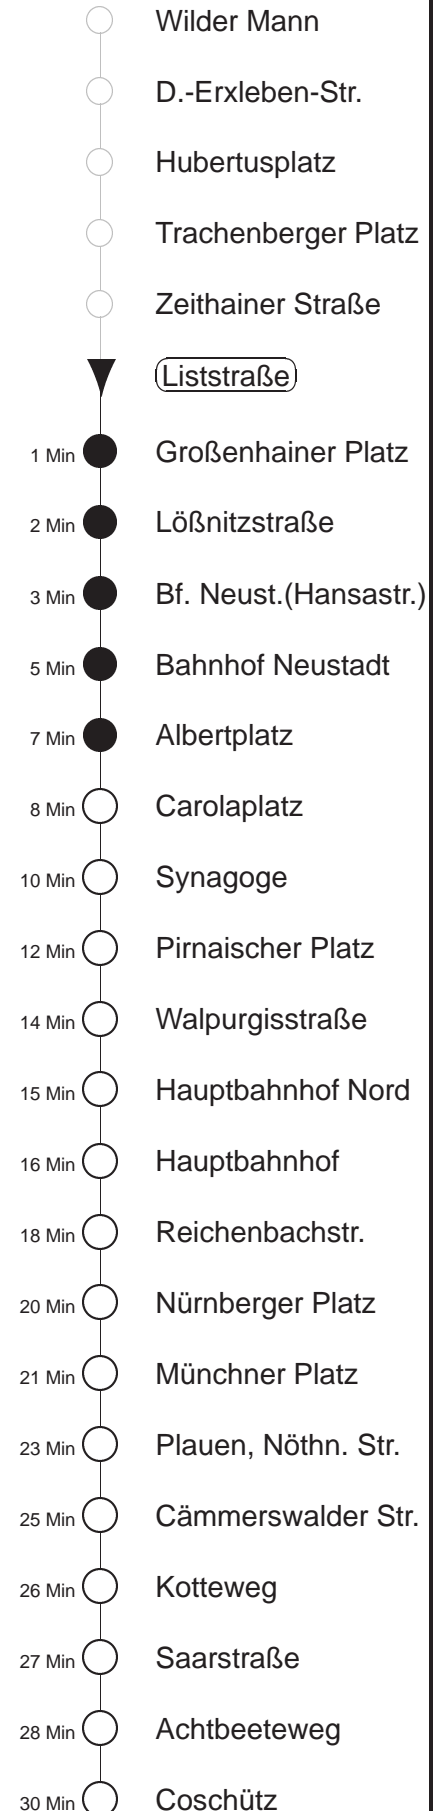 Wilder Mann
D.-Erxleben-Str.
Hubertusplatz
Trachenberger Platz
Zeithainer Straße
Liststraße
1 Min Großenhainer Platz
2 Min Lößnitzstraße
3 Min Bf. Neust.(Hansastr.)
5 Min Bahnhof Neustadt
7 Min Albertplatz
8 Min Carolaplatz
10 Min Synagoge
12 Min Pirnaischer Platz
14 Min Walpurgisstraße
15 Min Hauptbahnhof Nord
16 Min Hauptbahnhof
18 Min Reichenbachstr.
20 Min Nürnberger Platz
21 Min Münchner Platz
23 Min Plauen, Nöthn. Str.
25 Min Cämmerswalder Str.
26 Min Kotteweg
27 Min Saarstraße
28 Min Achtbeeteweg
30 Min Coschütz